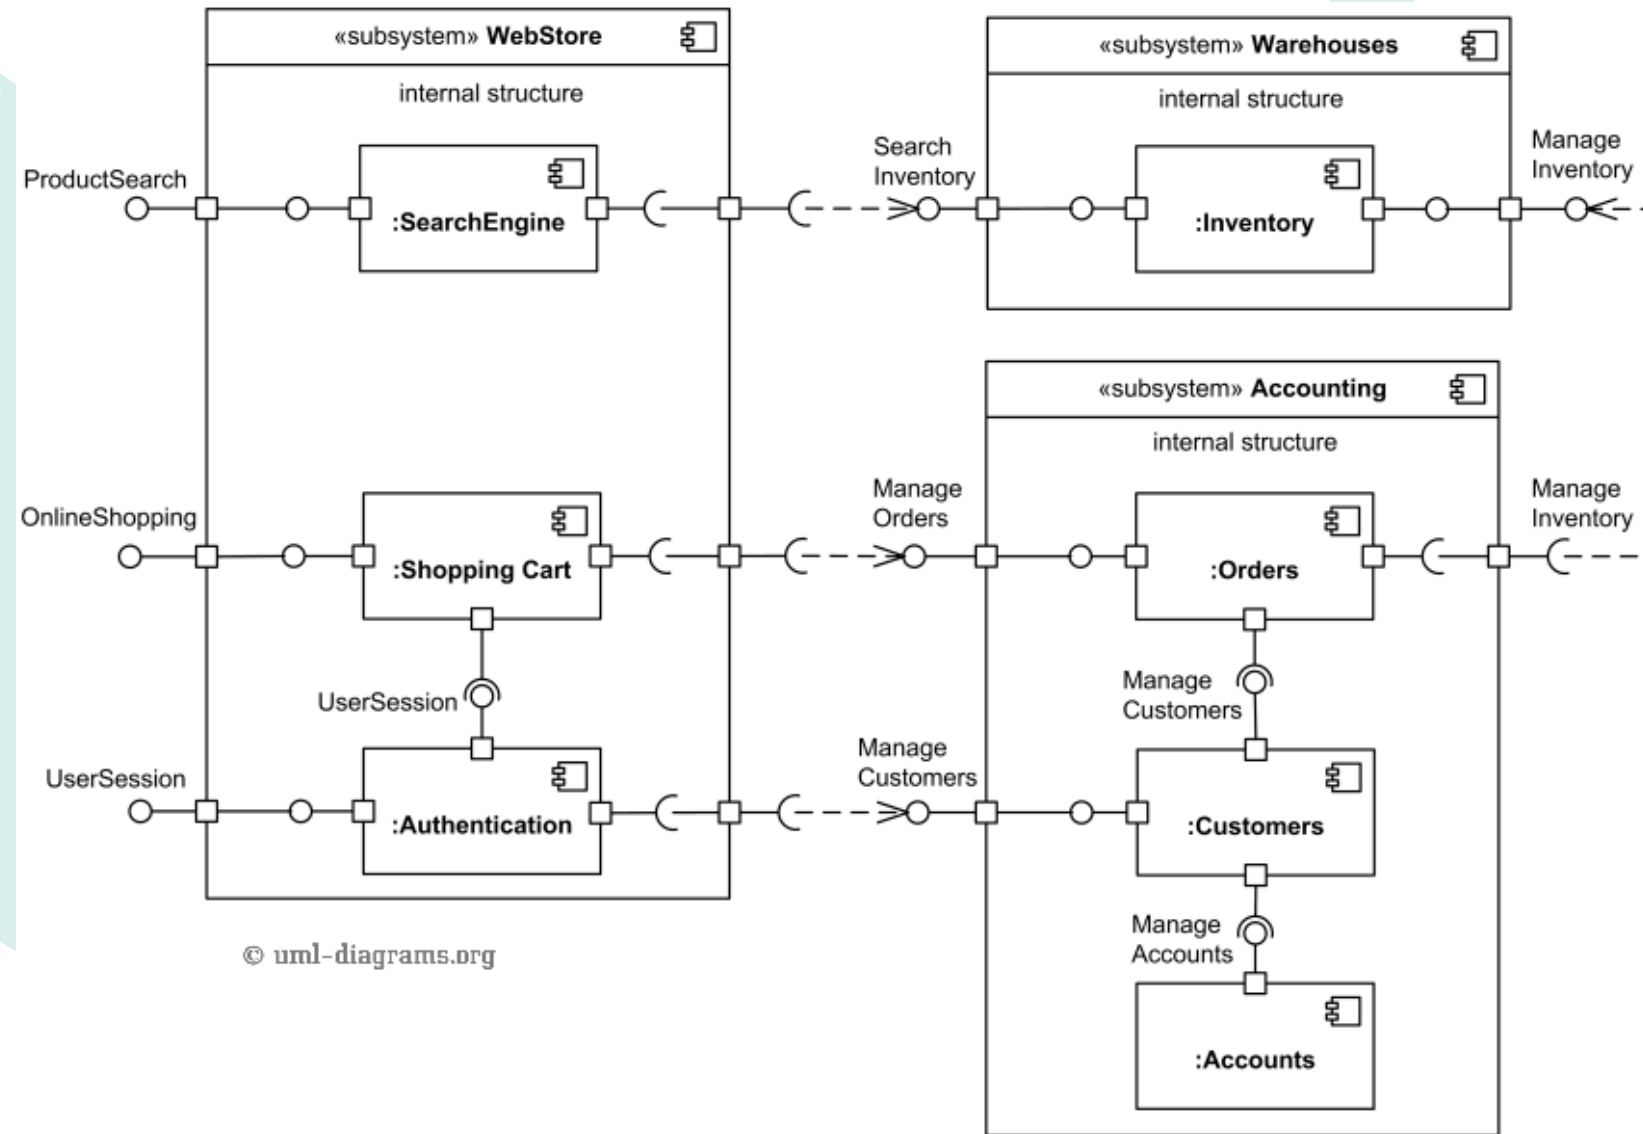 «subsystem» WebStore
internal structure
ProductSearch
:SearchEngine
OnlineShopping
:Shopping Cart
UserSession
UserSession
:Authentication
© uml-diagrams.org
«subsystem» Warehouses
internal structure
Search
Inventory
:Inventory
Manage
Inventory
«subsystem» Accounting
internal structure
Manage
Orders
:Orders
Manage
Inventory
Manage
Customers
Manage
Customers
:Customers
Manage
Accounts
:Accounts